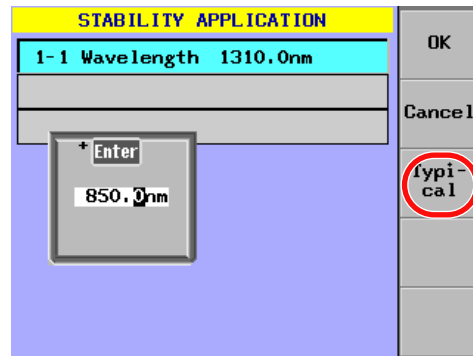 STABILITY APPLICATION
1-1 Wavelength 1310.0nm
+ Enter
850.0nm
OK
Cancel
Typi-
cal